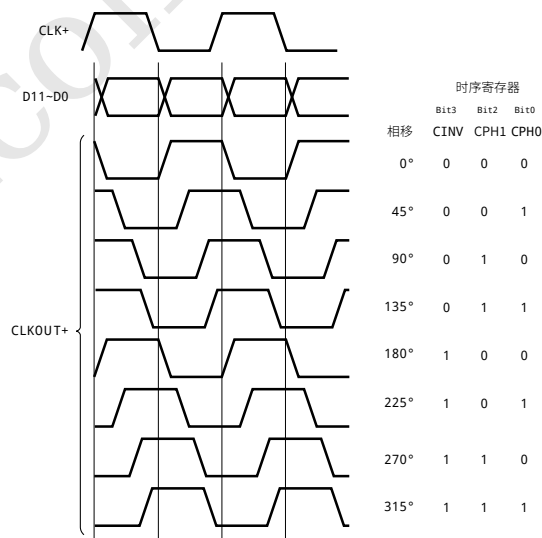 CLK+
D11~D0
CLKOUT+
时序寄存器
Bit3 Bit2 Bit0
相移 CINV CPH1 CPH0
0° 0 0 0
45° 0 0 1
90° 0 1 0
135° 0 1 1
180° 1 0 0
225° 1 0 1
270° 1 1 0
315° 1 1 1